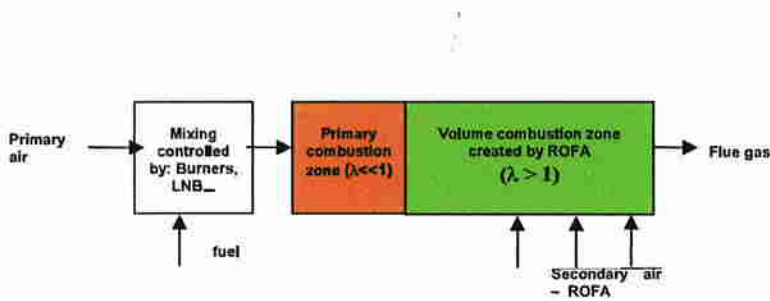 Primary
air
Mixing
controlled
by: Burners,
LNB...
Primary
combustion
zone (λ<<1)
Volume combustion zone
created by ROFA
(λ > 1)
Flue gas
fuel
Secondary air
– ROFA